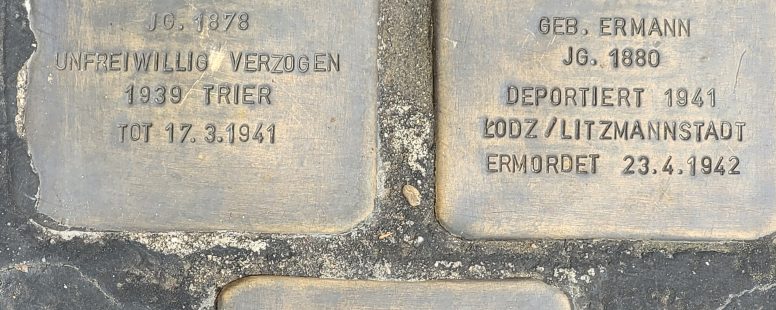 JG. 1878
UNFREIWILLIG VERZOGEN
1939 TRIER
TOT 17.3.1941
GEB. ERMANN
JG. 1880
DEPORTIERT 1941
ŁODZ/LITZMANNSTADT
ERMORDET 23.4.1942